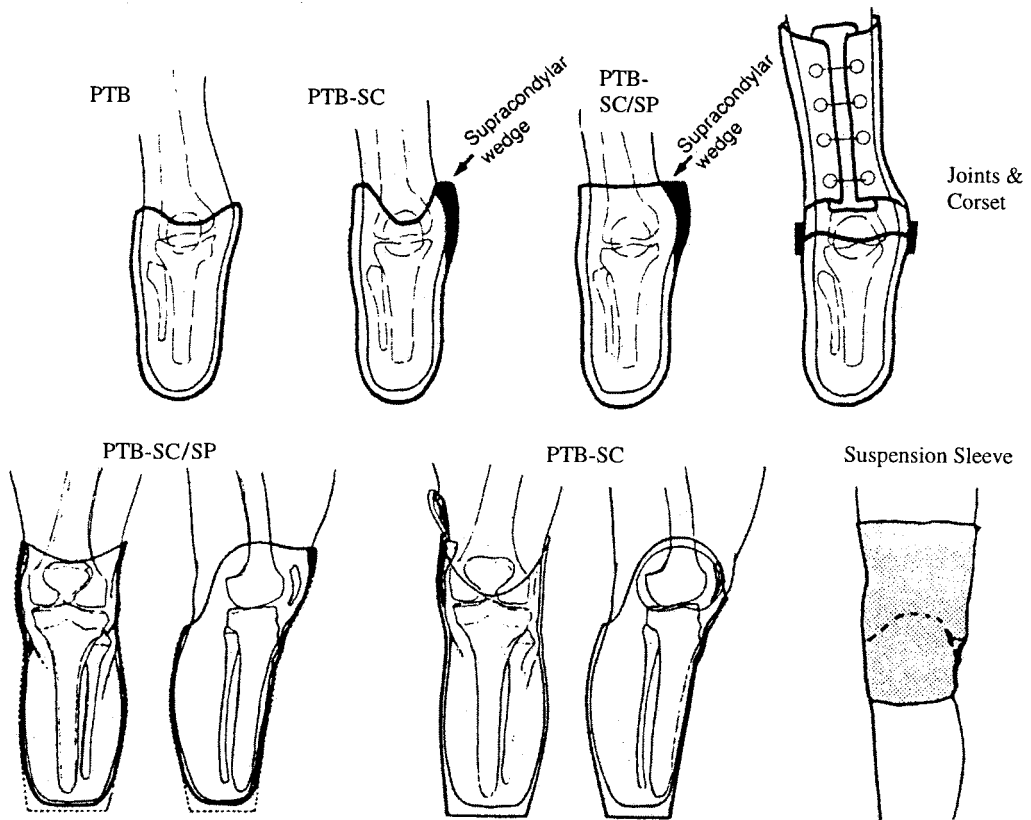 PTB
PTB-SC
Supracondylar
wedge
PTB-
SC/SP
Supracondylar
wedge
Joints &
Corset
PTB-SC/SP
PTB-SC
Suspension Sleeve